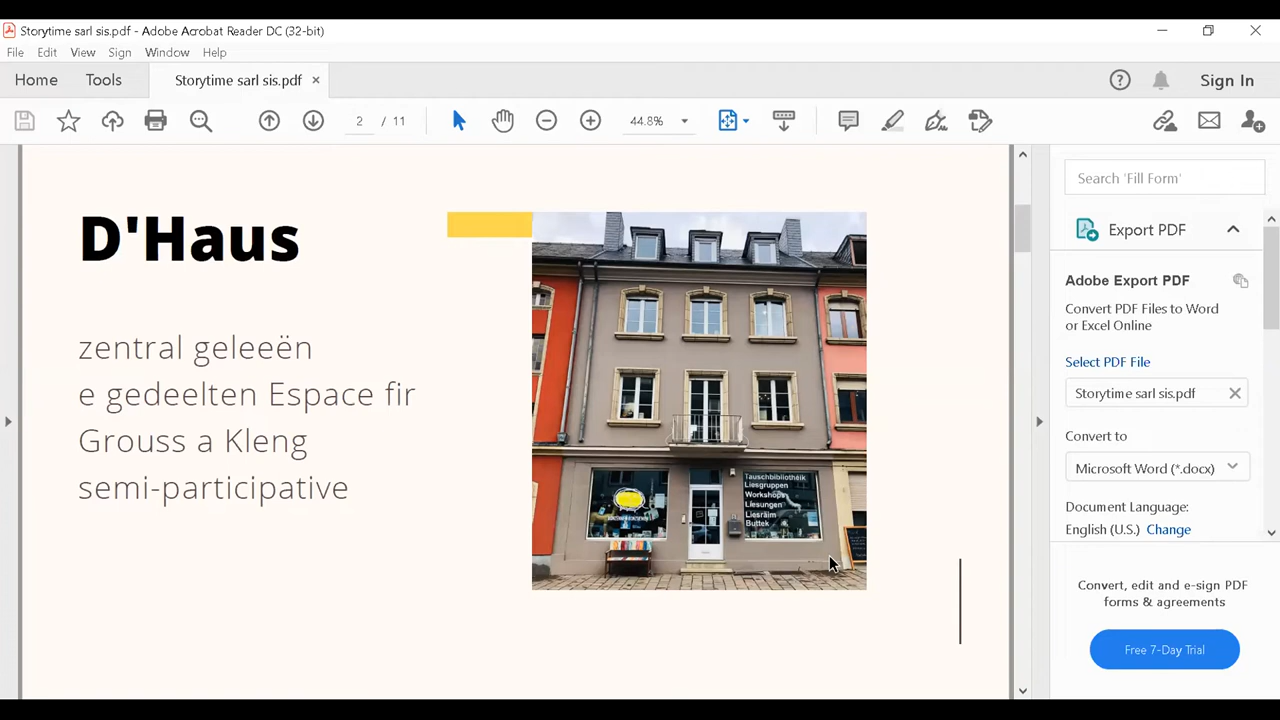 Storytime sarl sis.pdf - Adobe Acrobat Reader DC (32-bit)
File Edit View Sign Window Help
Home Tools Storytime sarl sis.pdf × Sign In
2 / 11 44.8%
D'Haus
zentral geleeën
e gedeelten Espace fir
Grouss a Kleng
semi-participative
Tauschbibliothéik
Liesgruppen
Workshops
Liesungen
Liesraim
Buttek
Search 'Fill Form'
Export PDF
Adobe Export PDF
Convert PDF Files to Word
or Excel Online
Select PDF File
Storytime sarl sis.pdf
Convert to
Microsoft Word (*.docx)
Document Language:
English (U.S.) Change
Convert, edit and e-sign PDF
forms & agreements
Free 7-Day Trial